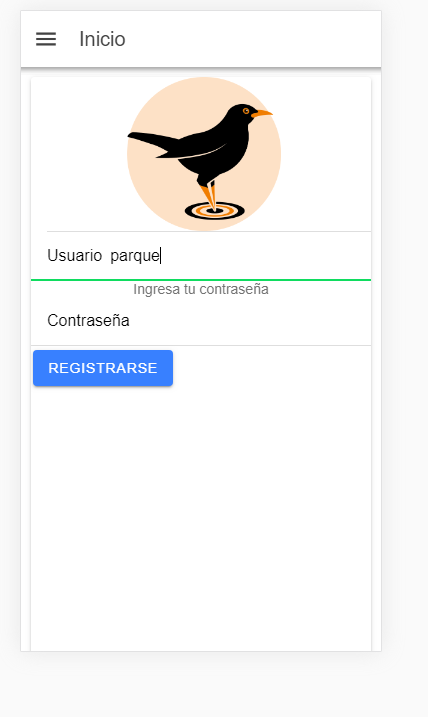 Inicio
Usuario parque
Ingresa tu contraseña
Contraseña
REGISTRARSE